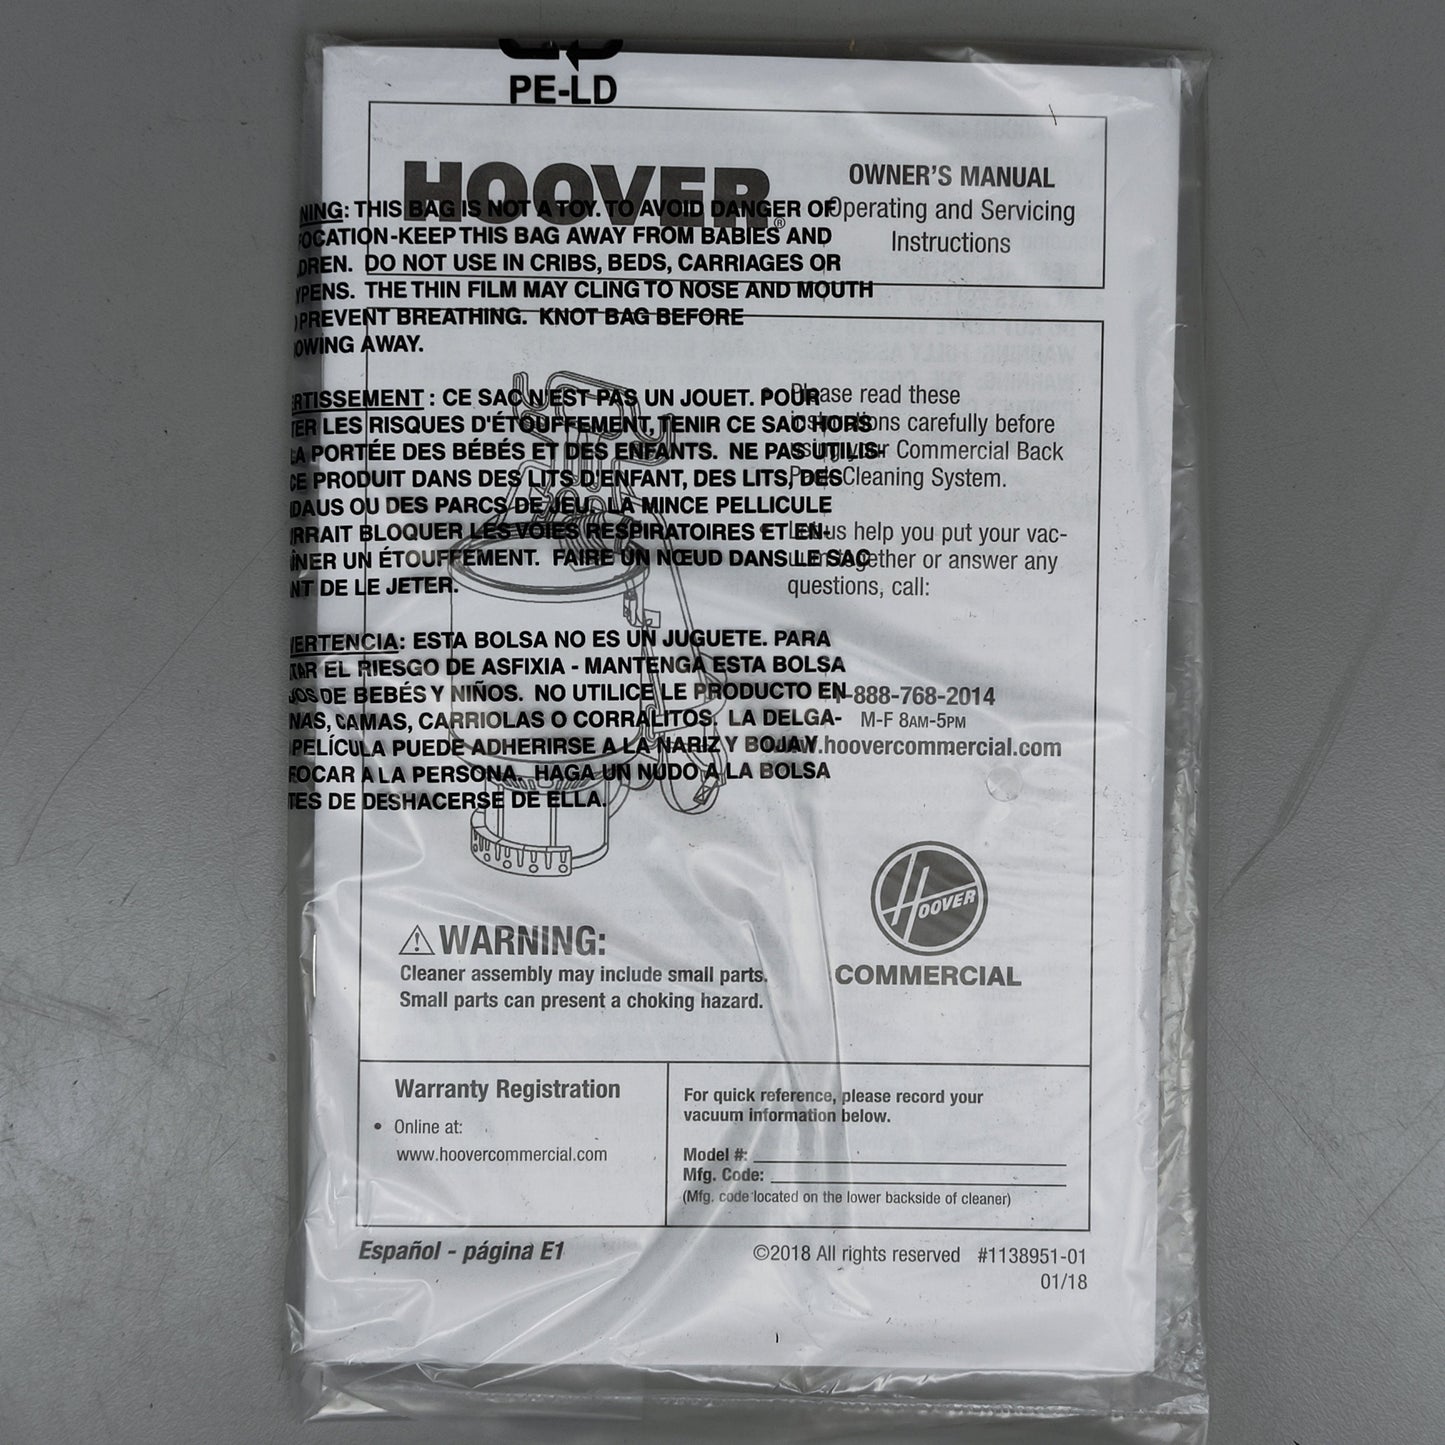 PE-LD
HOOVER®
OWNER'S MANUAL
Operating and Servicing
Instructions
NING: THIS BAG IS NOT A TOY. TO AVOID DANGER OF
FOCATION-KEEP THIS BAG AWAY FROM BABIES AND
LDREN. DO NOT USE IN CRIBS, BEDS, CARRIAGES OR
YPENS. THE THIN FILM MAY CLING TO NOSE AND MOUTH
PREVENT BREATHING. KNOT BAG BEFORE
OWING AWAY.
RTISSEMENT : CE SAC N'EST PAS UN JOUET. POUR
TER LES RISQUES D'ÉTOUFFEMENT, TENIR CE SAC HORS
LA PORTÉE DES BÉBÉS ET DES ENFANTS. NE PAS UTILIS-
CE PRODUIT DANS DES LITS D'ENFANT, DES LITS, DES
NDAUS OU DES PARCS DE JEU. LA MINCE PELLICULE
RRAIT BLOQUER LES VOIES RESPIRATOIRES ET EN-
ÎNER UN ÉTOUFFEMENT. FAIRE UN NŒUD DANS LE SAC
NT DE LE JETER.
VERTENCIA: ESTA BOLSA NO ES UN JUGUETE. PARA
TAR EL RIESGO DE ASFIXIA - MANTENGA ESTA BOLSA
JOS DE BEBÉS Y NIÑOS. NO UTILICE LE PRODUCTO EN
NAS, CAMAS, CARRIOLAS O CORRALITOS. LA DELGA-
PELÍCULA PUEDE ADHERIRSE A LA NARIZ Y BOJA Y
FOCAR A LA PERSONA. HAGA UN NUDO A LA BOLSA
TES DE DESHACERSE DE ELLA.
• Please read these
instructions carefully before
using your Commercial Back
Pack Cleaning System.
• Let us help you put your vac-
uum together or answer any
questions, call:
1-888-768-2014
M-F 8AM-5PM
www.hoovercommercial.com
HOOVER
COMMERCIAL
⚠WARNING:
Cleaner assembly may include small parts.
Small parts can present a choking hazard.
Warranty Registration
• Online at:
www.hoovercommercial.com
For quick reference, please record your
vacuum information below.
Model #:
Mfg. Code:
(Mfg. code located on the lower backside of cleaner)
Español - página E1
©2018 All rights reserved #1138951-01
01/18